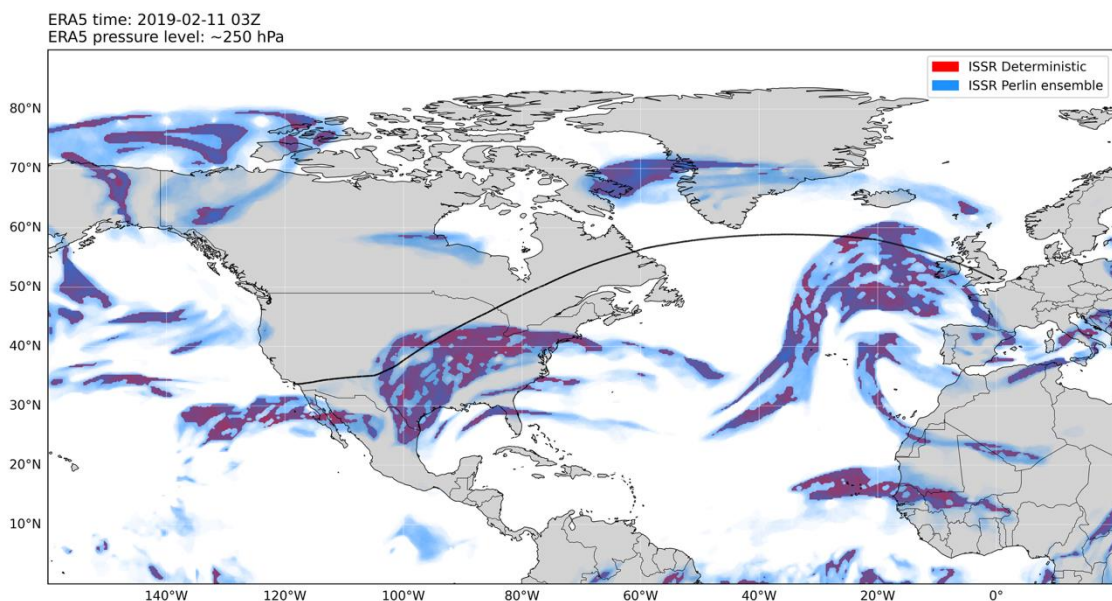 ERA5 time: 2019-02-11 03Z
ERA5 pressure level: ~250 hPa
ISSR Deterministic
ISSR Perlin ensemble
80°N
70°N
60°N
50°N
40°N
30°N
20°N
10°N
140°W
120°W
100°W
80°W
60°W
40°W
20°W
0°